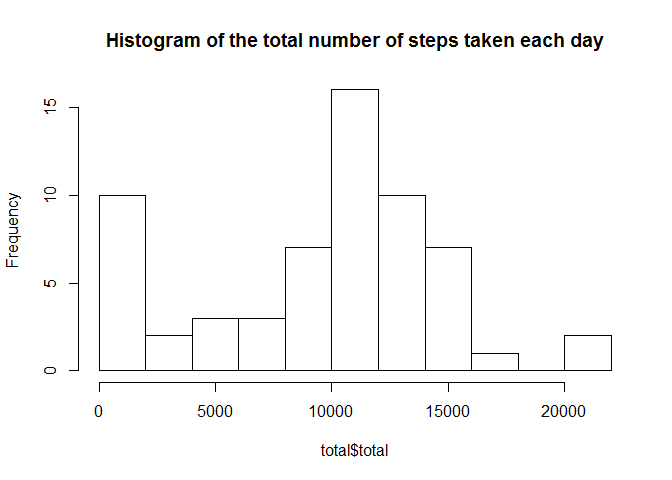 Histogram of the total number of steps taken each day
Frequency
15
10
5
0
0 5000 10000 15000 20000
total$total